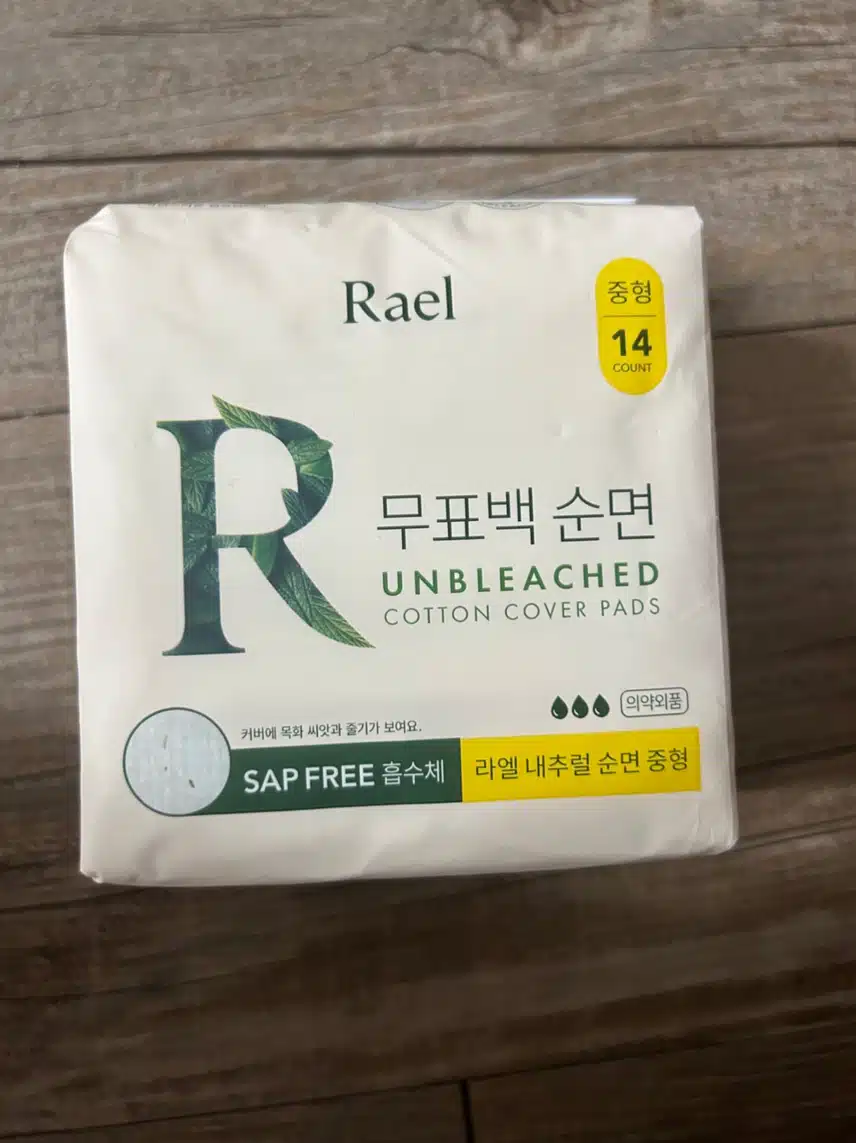 Rael
중형
14
COUNT
무표백 순면
UNBLEACHED
COTTON COVER PADS
의약외품
커버에 목화 씨앗과 줄기가 보여요.
SAP FREE 흡수체
라엘 내추럴 순면 중형